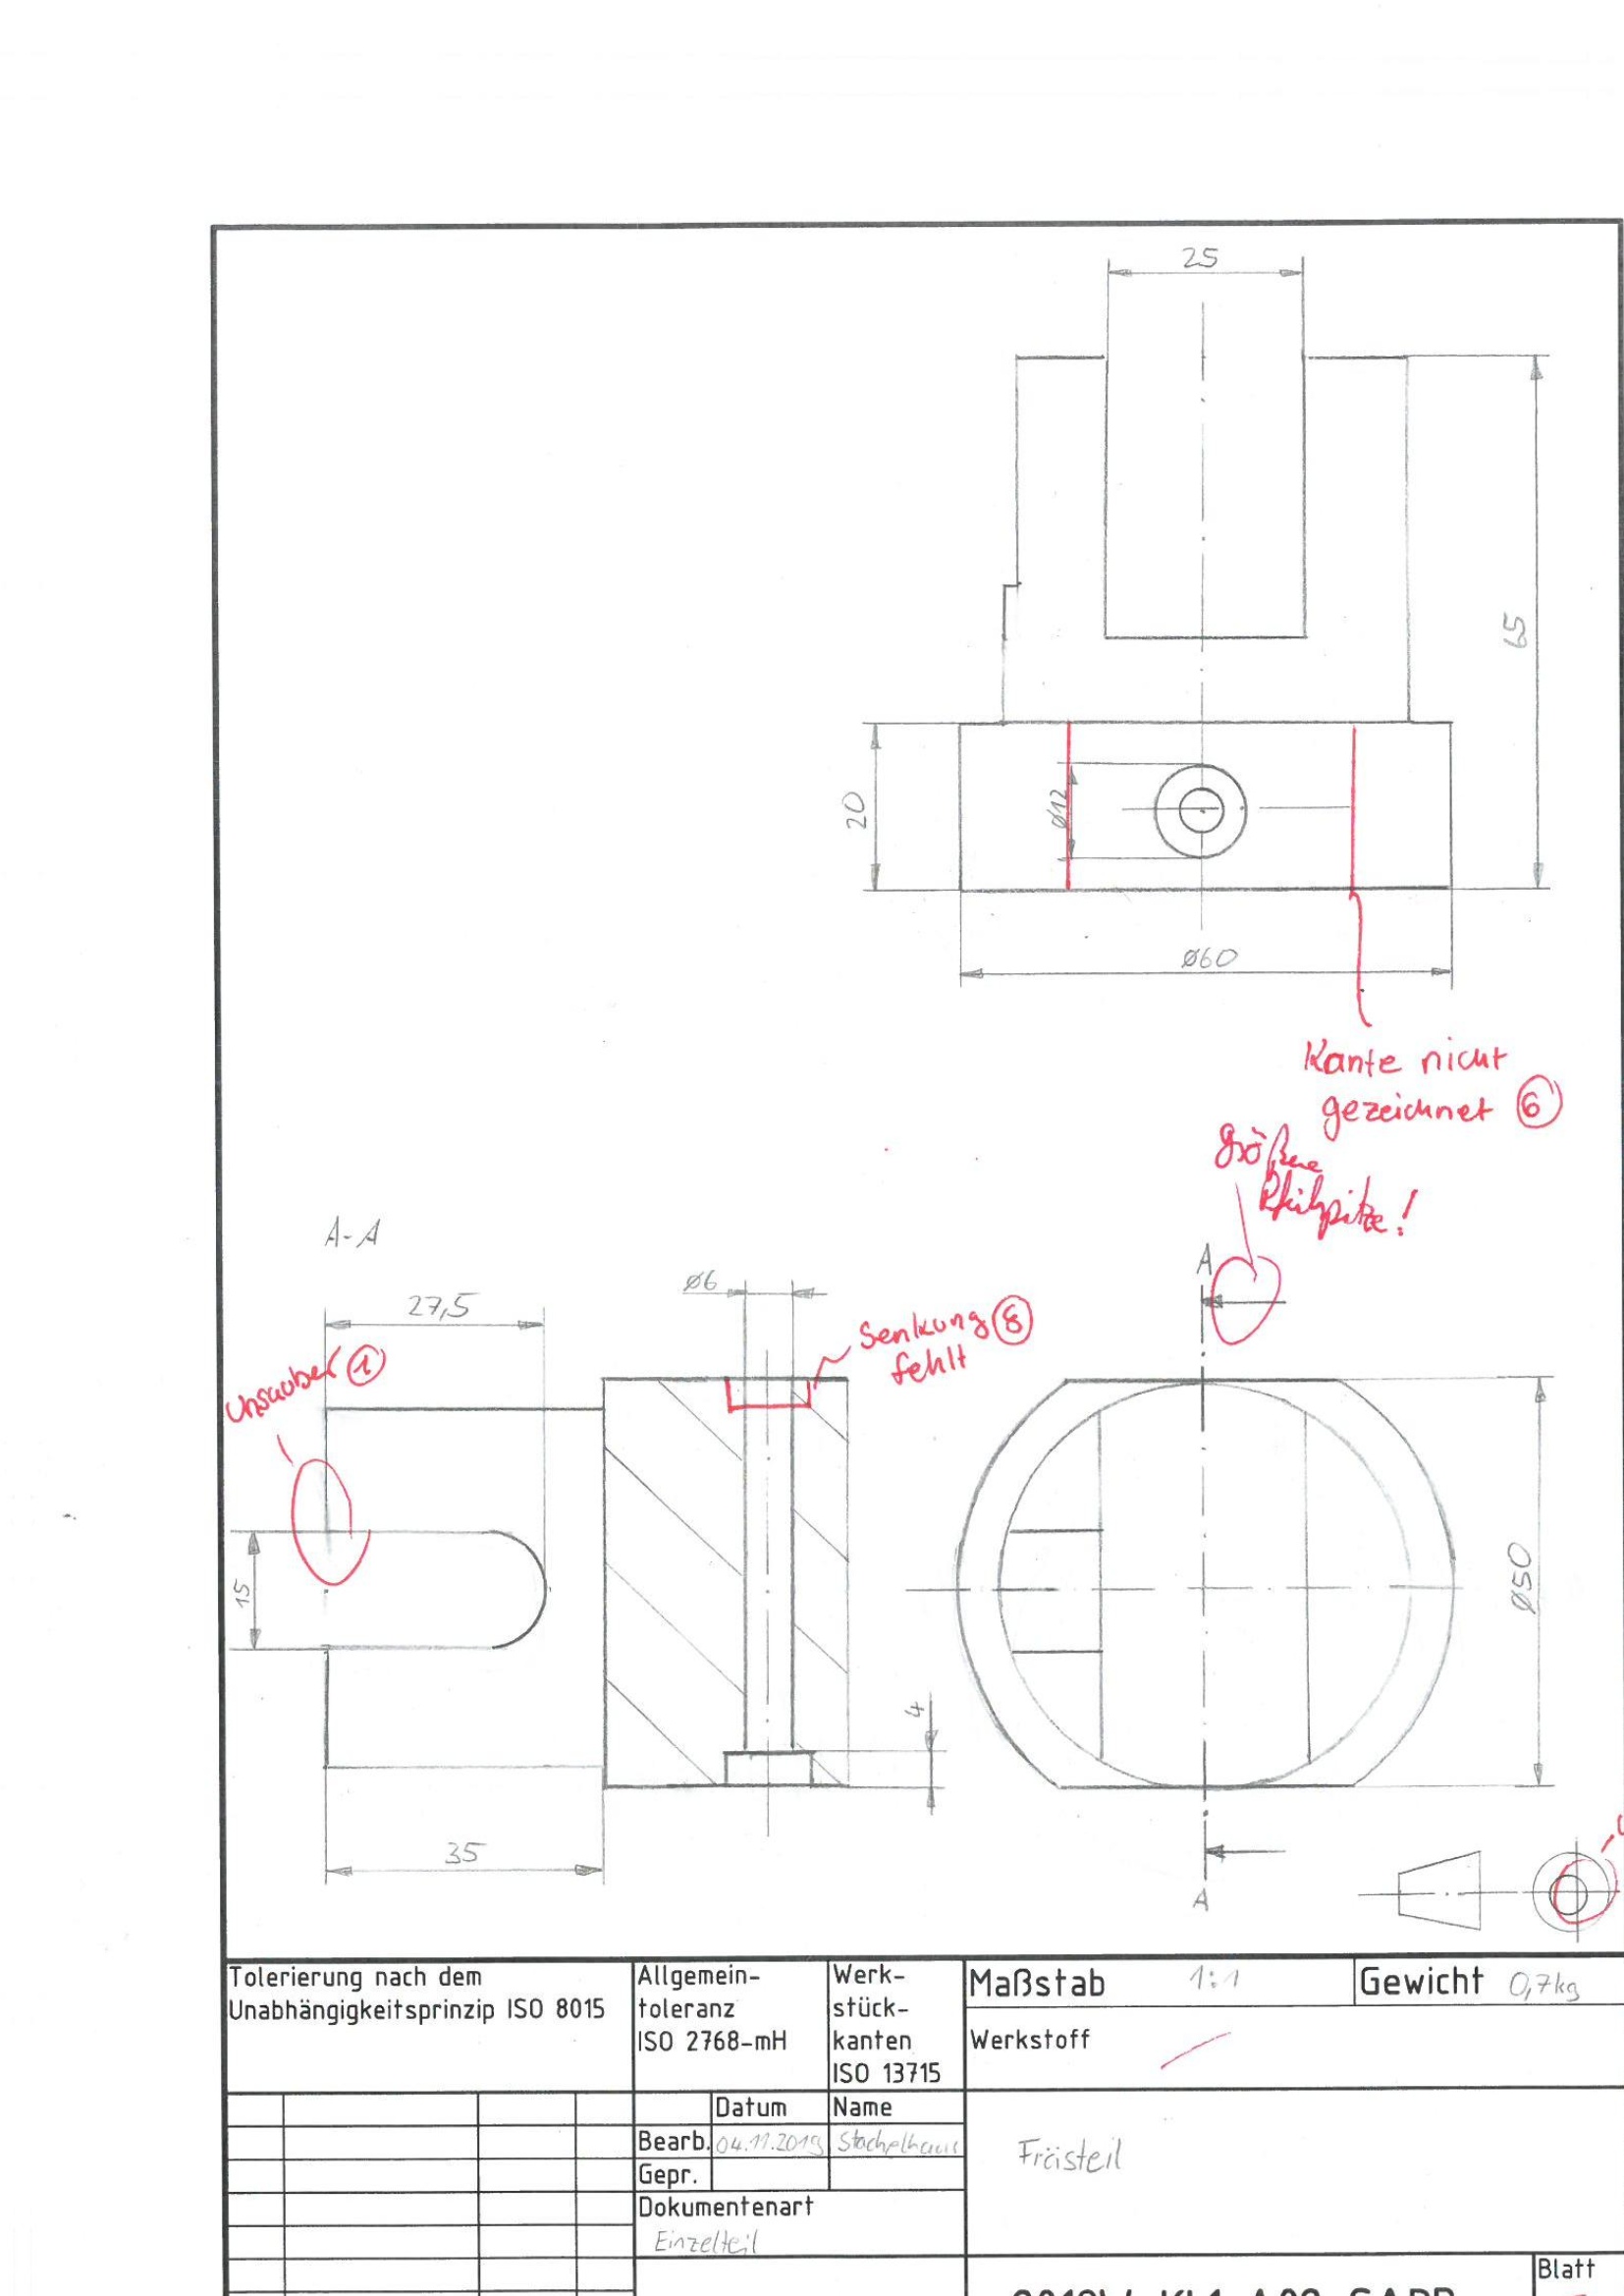 25
65
20
ø12
ø60
Kante nicht
gezeichnet 6
größere
Pfeilspitze!
A-A
A
27,5
ø6
Senkung 8
fehlt
unsauber 1
15
ø50
4
35
A
Tolerierung nach dem
Unabhängigkeitsprinzip ISO 8015
Allgemein-
toleranz
ISO 2768-mH
Werk-
stück-
kanten
ISO 13715
Maßstab 1:1
Gewicht 0,7kg
Werkstoff
Datum Name
Bearb. 04.11.2019 Stachelhaus
Gepr.
Dokumentenart
Einzelteil
Frästeil
Blatt